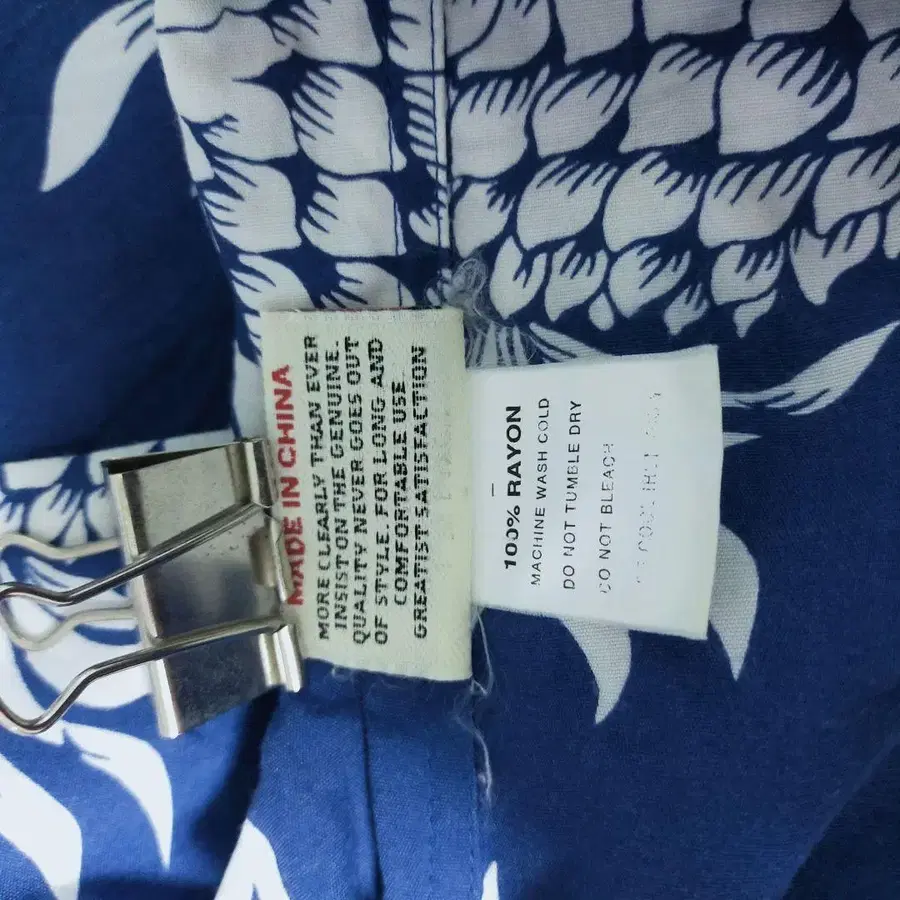 MADE IN CHINA
MORE CLEARLY THAN EVER
INSIST ON THE GENUINE.
QUALITY NEVER GOES OUT
OF STYLE. FOR LONG AND
COMFORTABLE USE
GREATIST SATISFACTION
100% RAYON
MACHINE WASH COLD
DO NOT TUMBLE DRY
DO NOT BLEACH